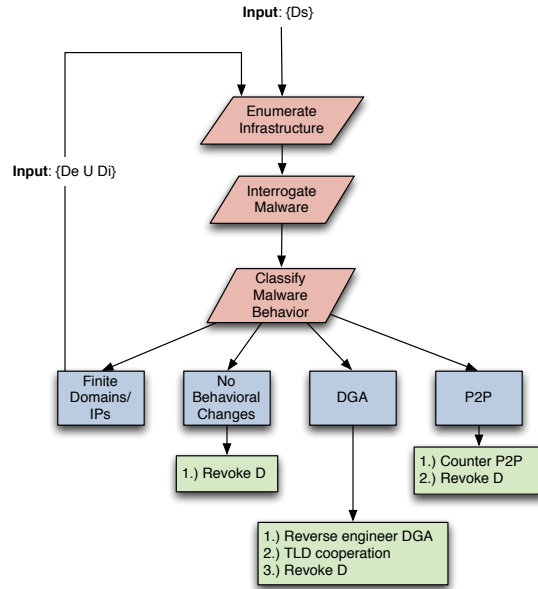 Input: {Ds}
Enumerate
Infrastructure
Input: {De U Di}
Interrogate
Malware
Classify
Malware
Behavior
Finite
Domains/
IPs
No
Behavioral
Changes
DGA
P2P
1.) Revoke D
1.) Counter P2P
2.) Revoke D
1.) Reverse engineer DGA
2.) TLD cooperation
3.) Revoke D